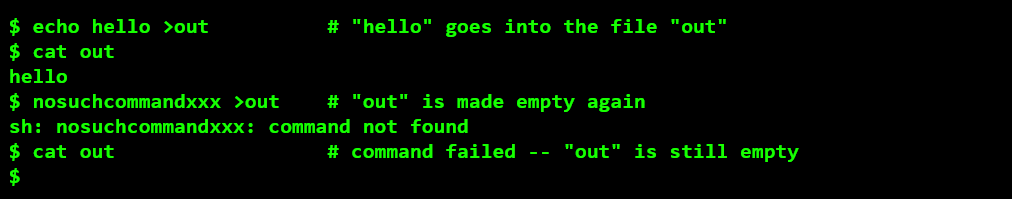 $ echo hello >out          # "hello" goes into the file "out"
$ cat out
hello
$ nosuchcommandxxx >out    # "out" is made empty again
sh: nosuchcommandxxx: command not found
$ cat out                  # command failed -- "out" is still empty
$